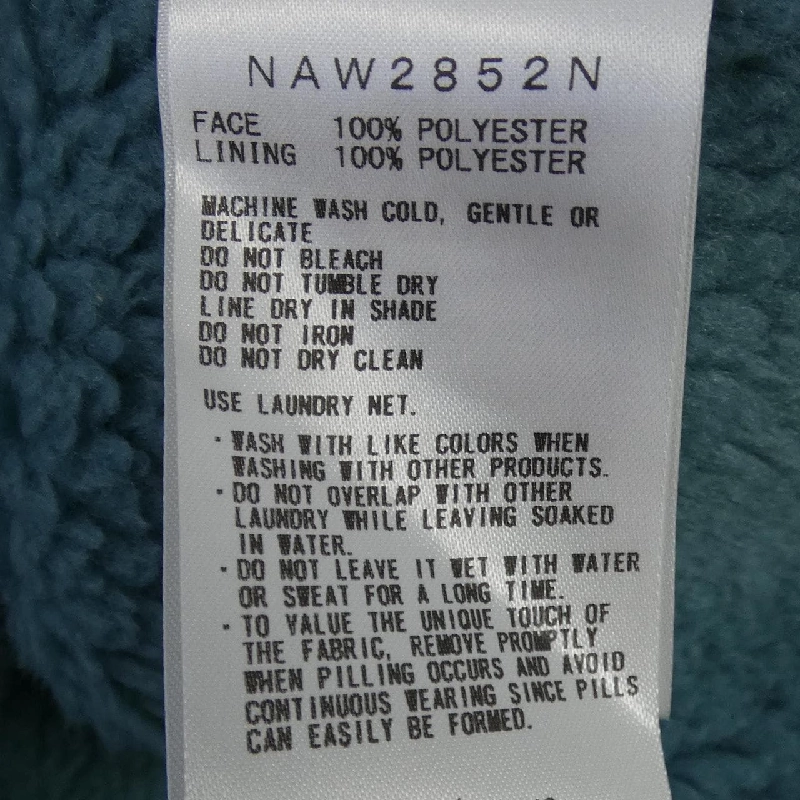 NAW2852N
FACE 100% POLYESTER
LINING 100% POLYESTER
MACHINE WASH COLD, GENTLE OR
DELICATE
DO NOT BLEACH
DO NOT TUMBLE DRY
LINE DRY IN SHADE
DO NOT IRON
DO NOT DRY CLEAN
USE LAUNDRY NET.
・WASH WITH LIKE COLORS WHEN
WASHING WITH OTHER PRODUCTS.
・DO NOT OVERLAP WITH OTHER
LAUNDRY WHILE LEAVING SOAKED
IN WATER.
・DO NOT LEAVE IT WET WITH WATER
OR SWEAT FOR A LONG TIME.
・TO VALUE THE UNIQUE TOUCH OF
THE FABRIC, REMOVE PROMPTLY
WHEN PILLING OCCURS AND AVOID
CONTINUOUS WEARING SINCE PILLS
CAN EASILY BE FORMED.